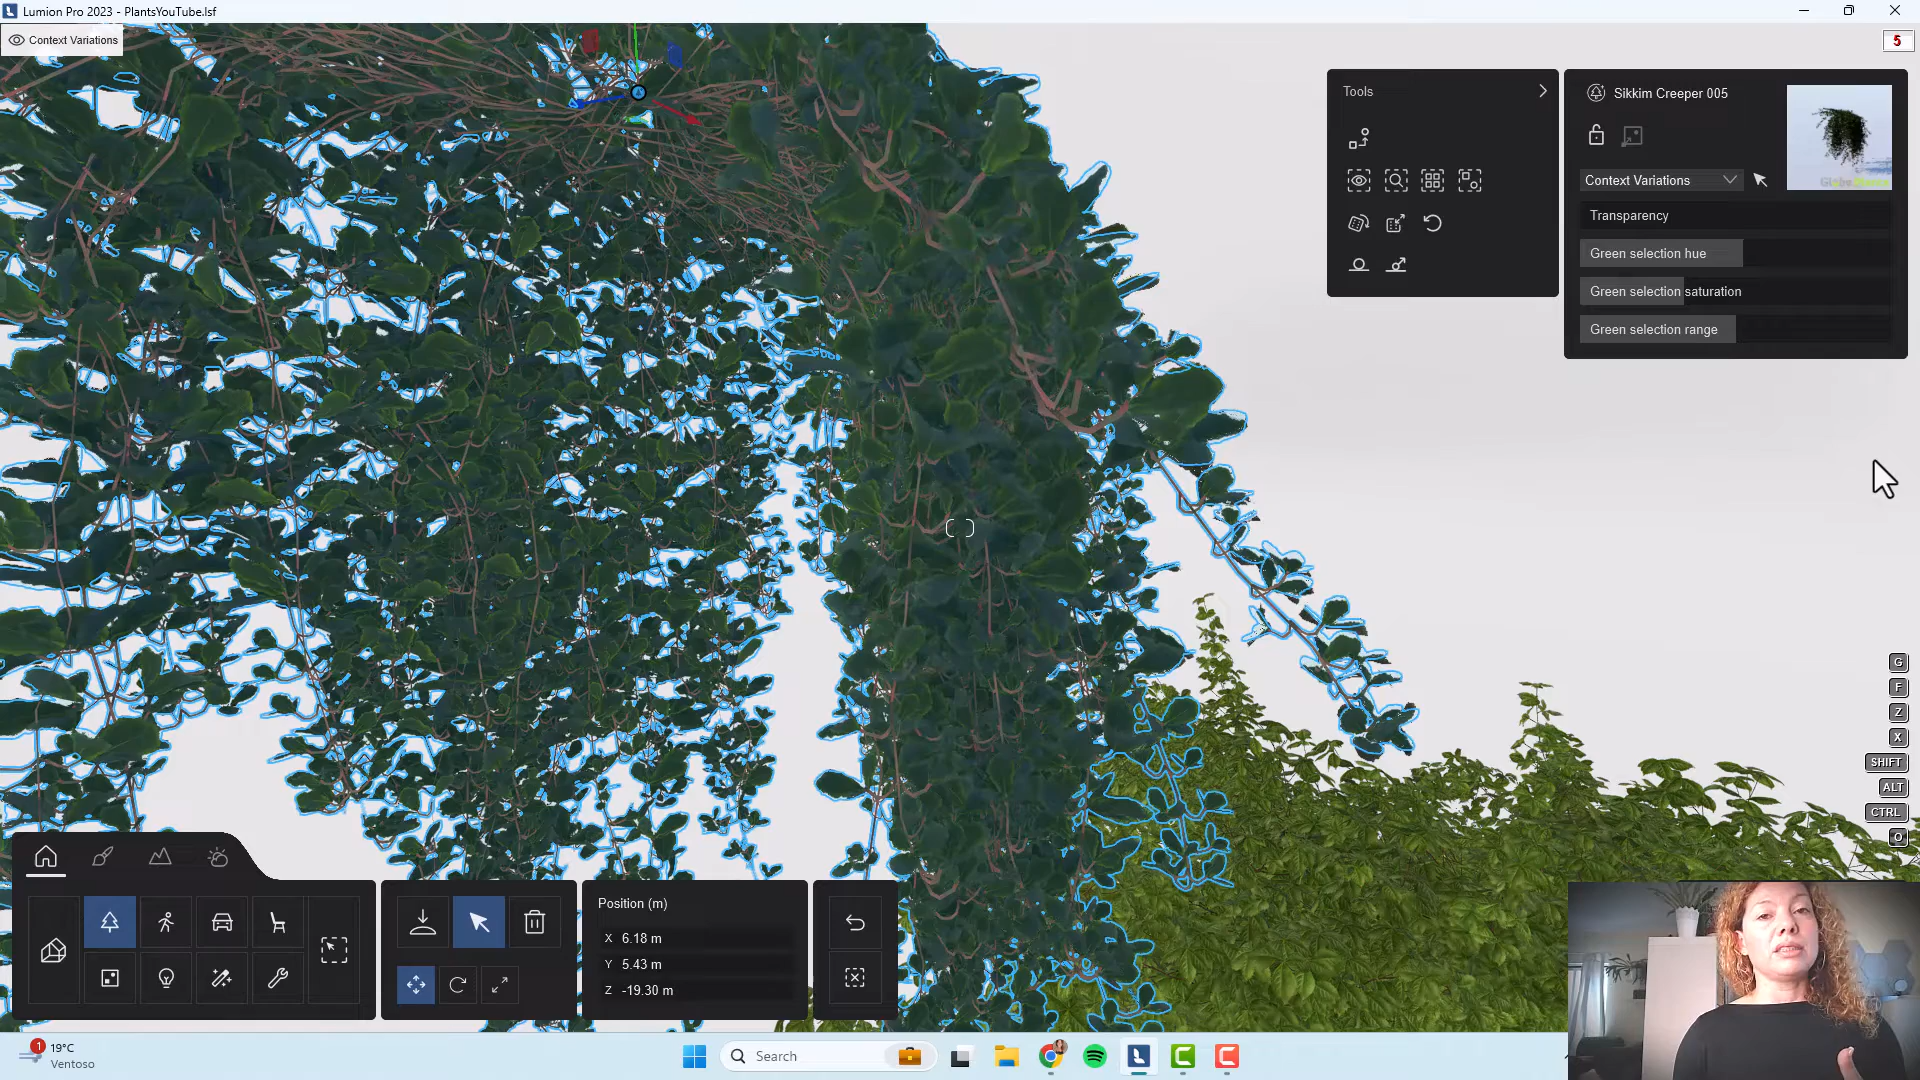 Lumion Pro 2023 - PlantsYouTube.lsf
Context Variations
5
Tools
Sikkim Creeper 005
Context Variations
Transparency
Green selection hue
Green selection saturation
Green selection range
G
F
Z
X
SHIFT
ALT
CTRL
O
Position (m)
X 6.18 m
Y 5.43 m
Z -19.30 m
1
19°C
Ventoso
Search